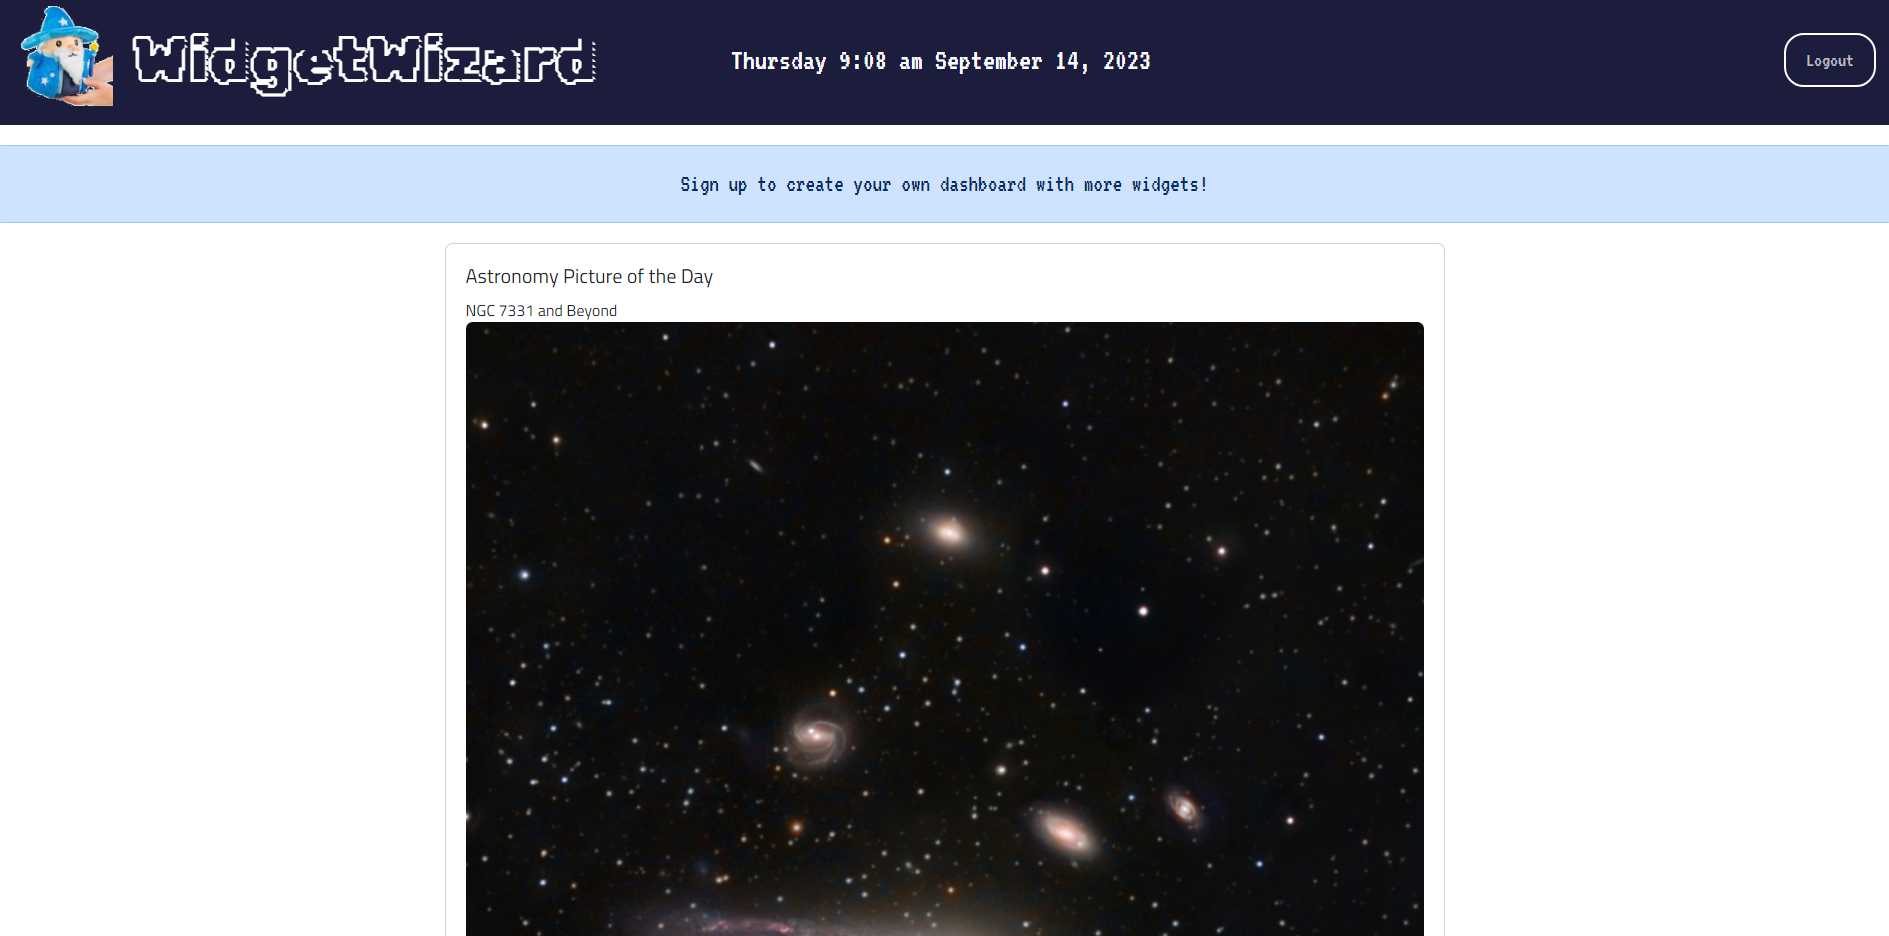 WidgetWizard
Thursday 9:08 am September 14, 2023
Logout
Sign up to create your own dashboard with more widgets!
Astronomy Picture of the Day
NGC 7331 and Beyond